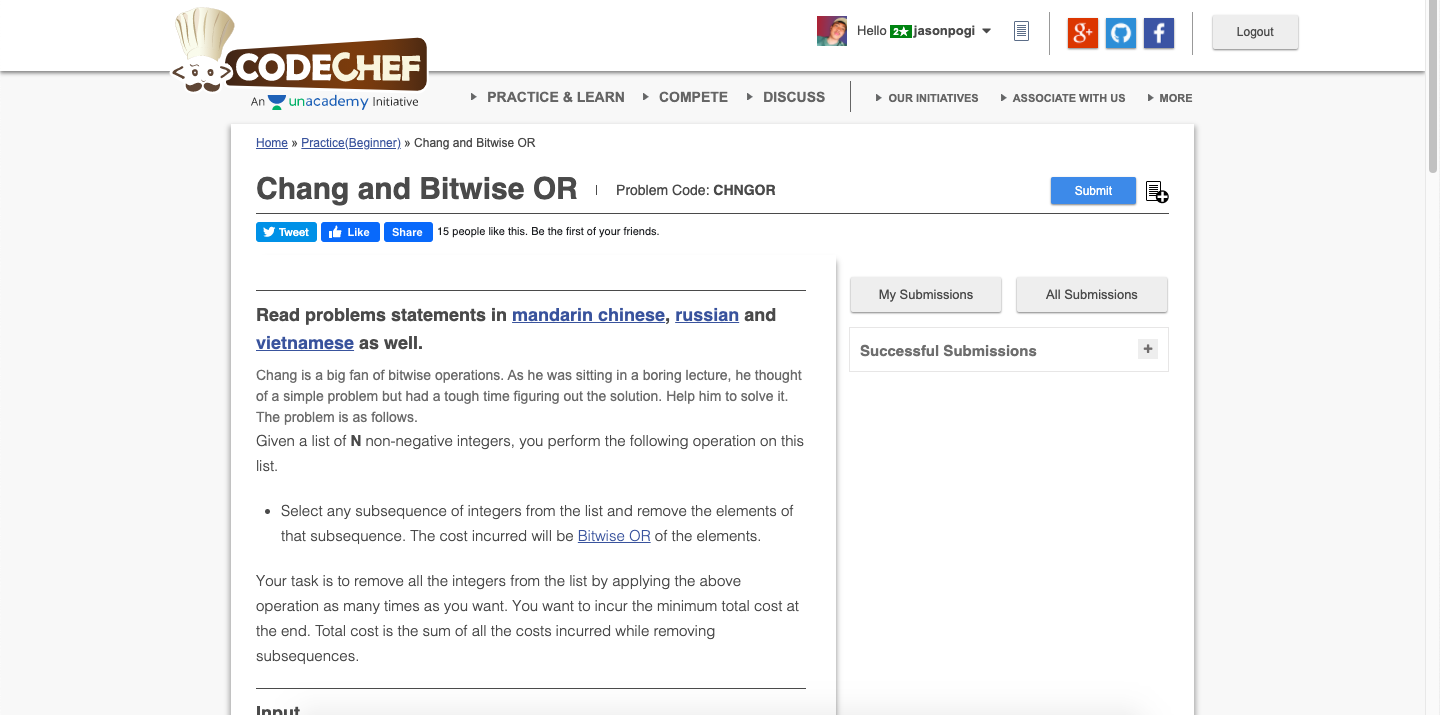 Hello 2★ jasonpogi
Logout
CODECHEF
An unacademy Initiative
PRACTICE & LEARN
COMPETE
DISCUSS
OUR INITIATIVES
ASSOCIATE WITH US
MORE
Home » Practice(Beginner) » Chang and Bitwise OR
Chang and Bitwise OR
Problem Code: CHNGOR
Submit
Tweet
Like
Share
15 people like this. Be the first of your friends.
My Submissions
All Submissions
Successful Submissions
+
Read problems statements in mandarin chinese, russian and
vietnamese as well.
Chang is a big fan of bitwise operations. As he was sitting in a boring lecture, he thought
of a simple problem but had a tough time figuring out the solution. Help him to solve it.
The problem is as follows.
Given a list of N non-negative integers, you perform the following operation on this
list.
• Select any subsequence of integers from the list and remove the elements of
that subsequence. The cost incurred will be Bitwise OR of the elements.
Your task is to remove all the integers from the list by applying the above
operation as many times as you want. You want to incur the minimum total cost at
the end. Total cost is the sum of all the costs incurred while removing
subsequences.
Input